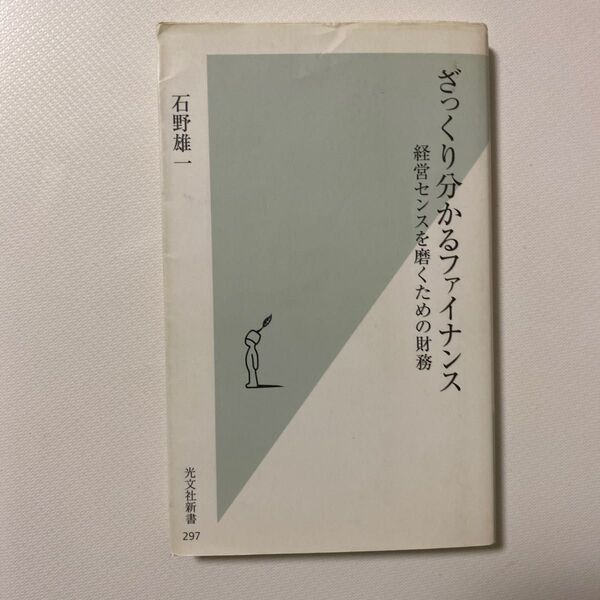 ざっくり分かるファイナンス
経営センスを磨くための財務
石野雄一
光文社新書
297